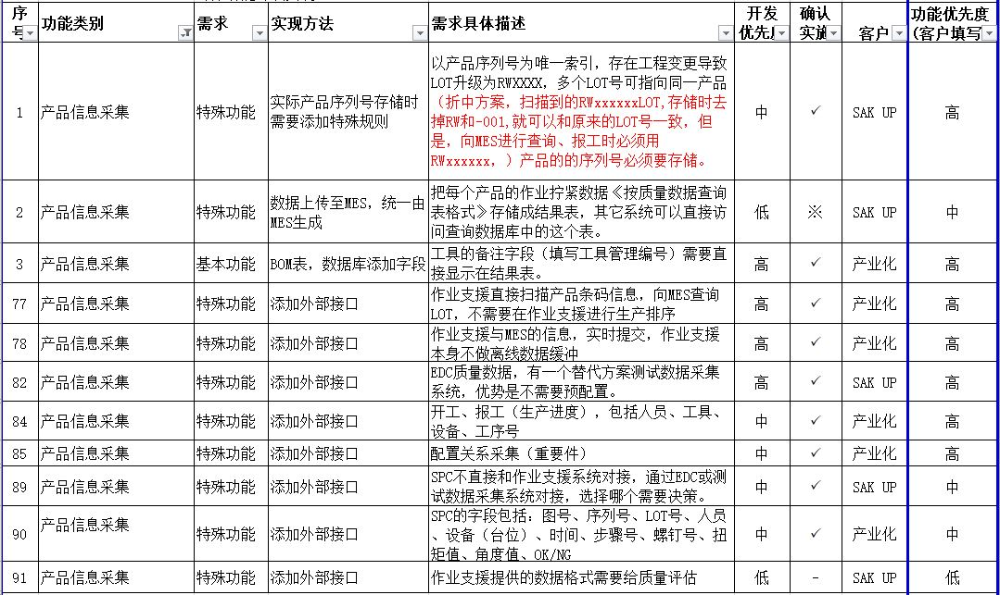 序号 功能类别 需求 实现方法 需求具体描述 开发优先 确认实施 客户 功能优先度(客户填写
1 产品信息采集 特殊功能 实际产品序列号存储时需要添加特殊规则 以产品序列号为唯一索引，存在工程变更导致
LOT升级为RWXXXX，多个LOT号可指向同一产品
（折中方案，扫描到的RWxxxxxxLOT,存储时去
掉RW和-001,就可以和原来的LOT号一致，但
是，向MES进行查询、报工时必须用
RWxxxxxx，）产品的的序列号必须要存储。 中 ✓ SAK UP 高
2 产品信息采集 特殊功能 数据上传至MES，统一由MES生成 把每个产品的作业拧紧数据《按质量数据查询
表格式》存储成结果表，其它系统可以直接访
问查询数据库中的这个表。 低 ※ SAK UP 中
3 产品信息采集 基本功能 BOM表，数据库添加字段 工具的备注字段（填写工具管理编号）需要直
接显示在结果表。 高 ✓ 产业化 高
77 产品信息采集 特殊功能 添加外部接口 作业支援直接扫描产品条码信息，向MES查询
LOT，不需要在作业支援进行生产排序 高 ✓ 产业化 高
78 产品信息采集 特殊功能 添加外部接口 作业支援与MES的信息，实时提交，作业支援
本身不做离线数据缓冲 高 ✓ 产业化 高
82 产品信息采集 特殊功能 添加外部接口 EDC质量数据，有一个替代方案测试数据采集
系统，优势是不需要预配置。 高 ✓ SAK UP 高
84 产品信息采集 特殊功能 添加外部接口 开工、报工（生产进度），包括人员、工具、
设备、工序号 中 ✓ 产业化 高
85 产品信息采集 特殊功能 添加外部接口 配置关系采集（重要件） 中 ✓ 产业化 高
89 产品信息采集 特殊功能 添加外部接口 SPC不直接和作业支援系统对接，通过EDC或测
试数据采集系统对接，选择哪个需要决策。 中 ✓ SAK UP 中
90 产品信息采集 特殊功能 添加外部接口 SPC的字段包括：图号、序列号、LOT号、人员
、设备（台位）、时间、步骤号、螺钉号、扭
矩值、角度值、OK/NG 中 ✓ 产业化 中
91 产品信息采集 特殊功能 添加外部接口 作业支援提供的数据格式需要给质量评估 低 - SAK UP 低